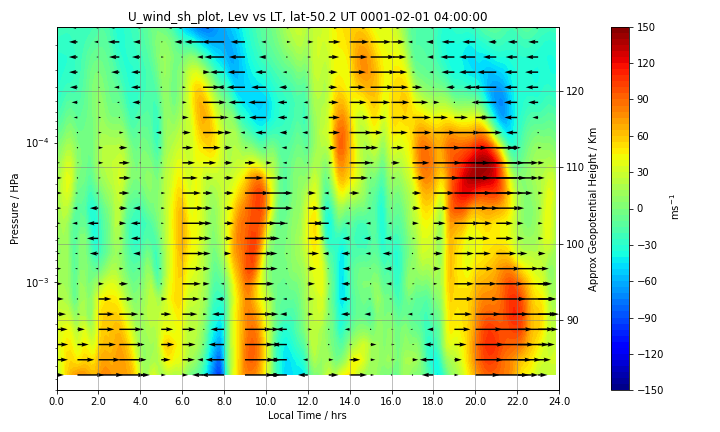 U_wind_sh_plot, Lev vs LT, lat-50.2 UT 0001-02-01 04:00:00
Pressure / HPa
10⁻⁴
10⁻³
0.0 2.0 4.0 6.0 8.0 10.0 12.0 14.0 16.0 18.0 20.0 22.0 24.0
Local Time / hrs
120
110
100
90
Approx Geopotential Height / Km
150
120
90
60
30
0
−30
−60
−90
−120
−150
ms⁻¹